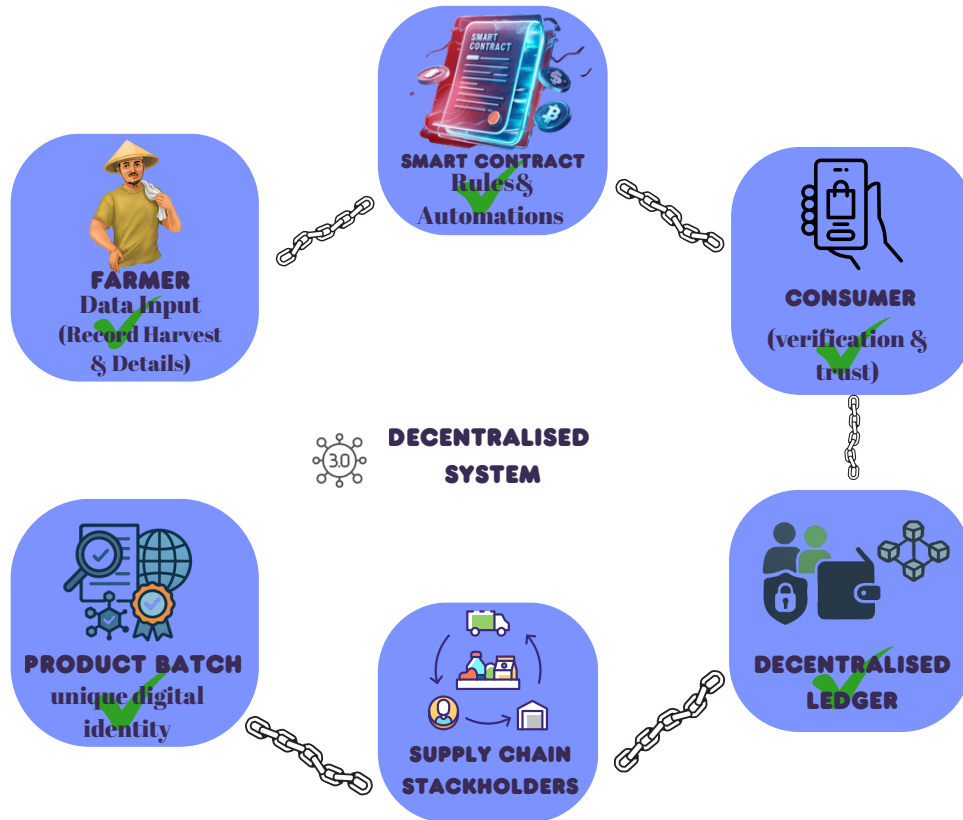 SMART
CONTRACT
SMART CONTRACT
Rules&
Automations
FARMER
Data Input
(Record Harvest
& Details)
CONSUMER
(verification &
trust)
3.0
DECENTRALISED
SYSTEM
PRODUCT BATCH
unique digital
identity
SUPPLY CHAIN
STACKHOLDERS
DECENTRALISED
LEDGER